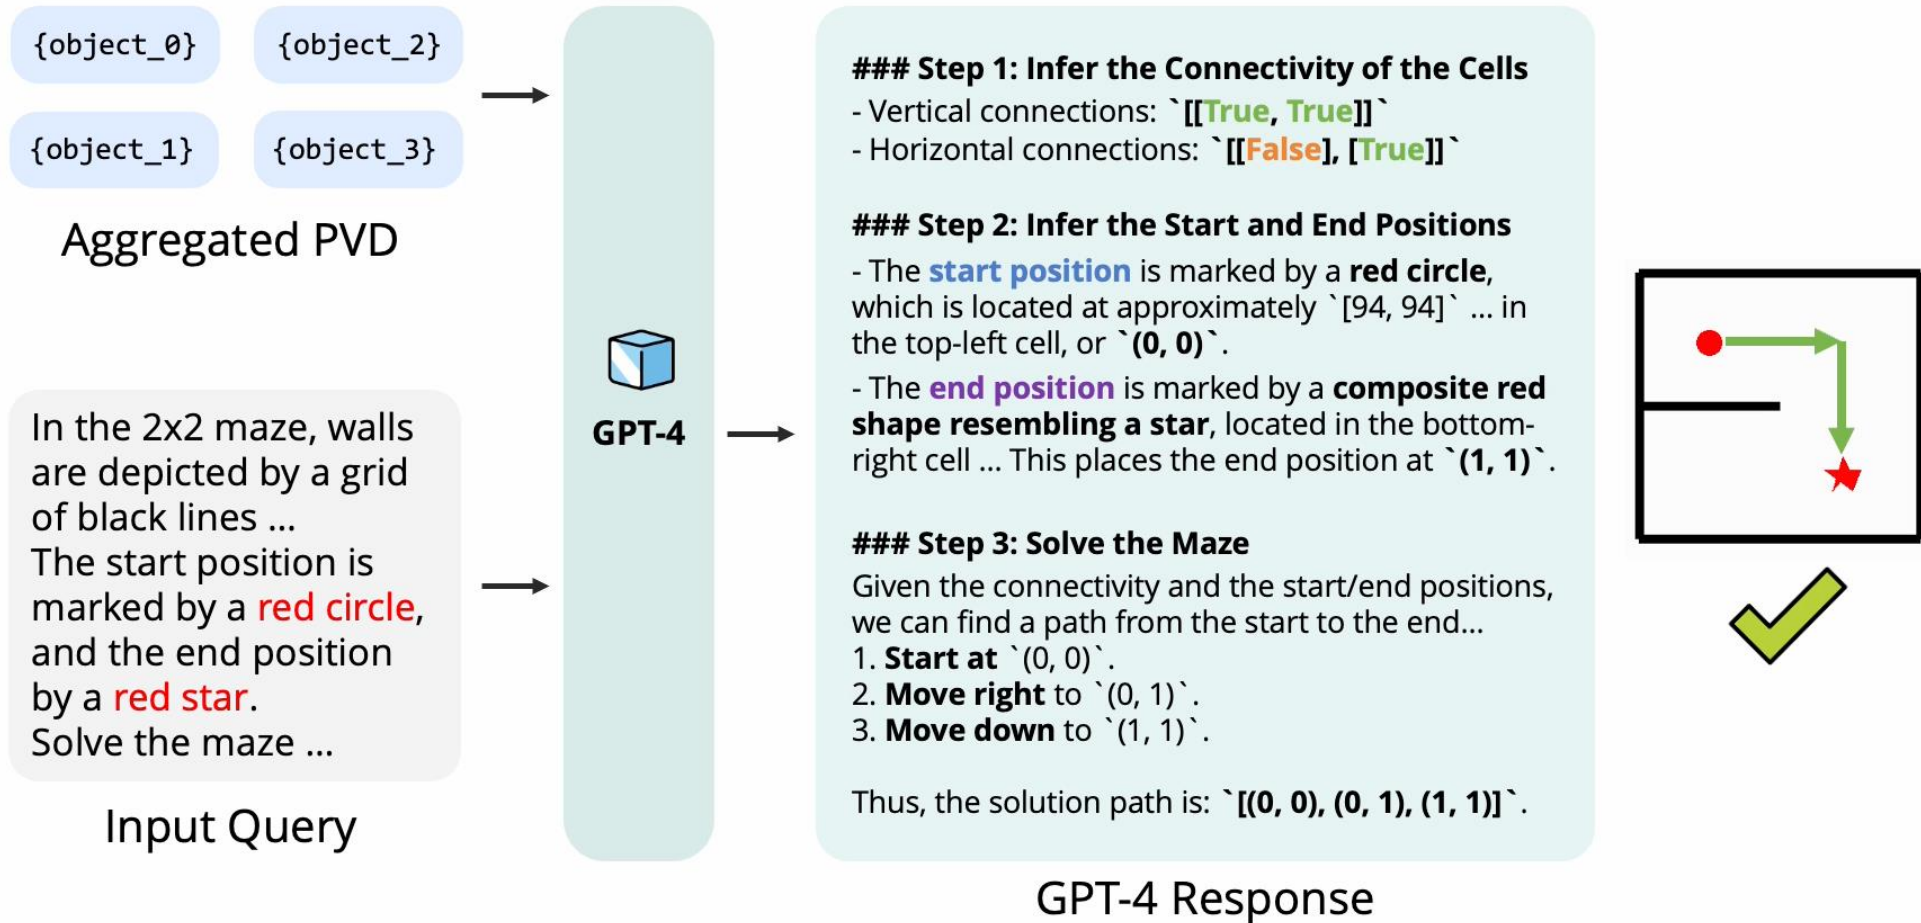 {object_0}
{object_2}
{object_1}
{object_3}
Aggregated PVD
In the 2x2 maze, walls
are depicted by a grid
of black lines ...
The start position is
marked by a red circle,
and the end position
by a red star.
Solve the maze ...
Input Query
GPT-4
### Step 1: Infer the Connectivity of the Cells
- Vertical connections: `[[True, True]]`
- Horizontal connections: `[[False], [True]]`
### Step 2: Infer the Start and End Positions
- The start position is marked by a red circle,
which is located at approximately `[94, 94]` ... in
the top-left cell, or `(0, 0)`.
- The end position is marked by a composite red
shape resembling a star, located in the bottom-
right cell ... This places the end position at `(1, 1)`.
### Step 3: Solve the Maze
Given the connectivity and the start/end positions,
we can find a path from the start to the end...
1. Start at `(0, 0)`.
2. Move right to `(0, 1)`.
3. Move down to `(1, 1)`.
Thus, the solution path is: `[(0, 0), (0, 1), (1, 1)]`.
GPT-4 Response